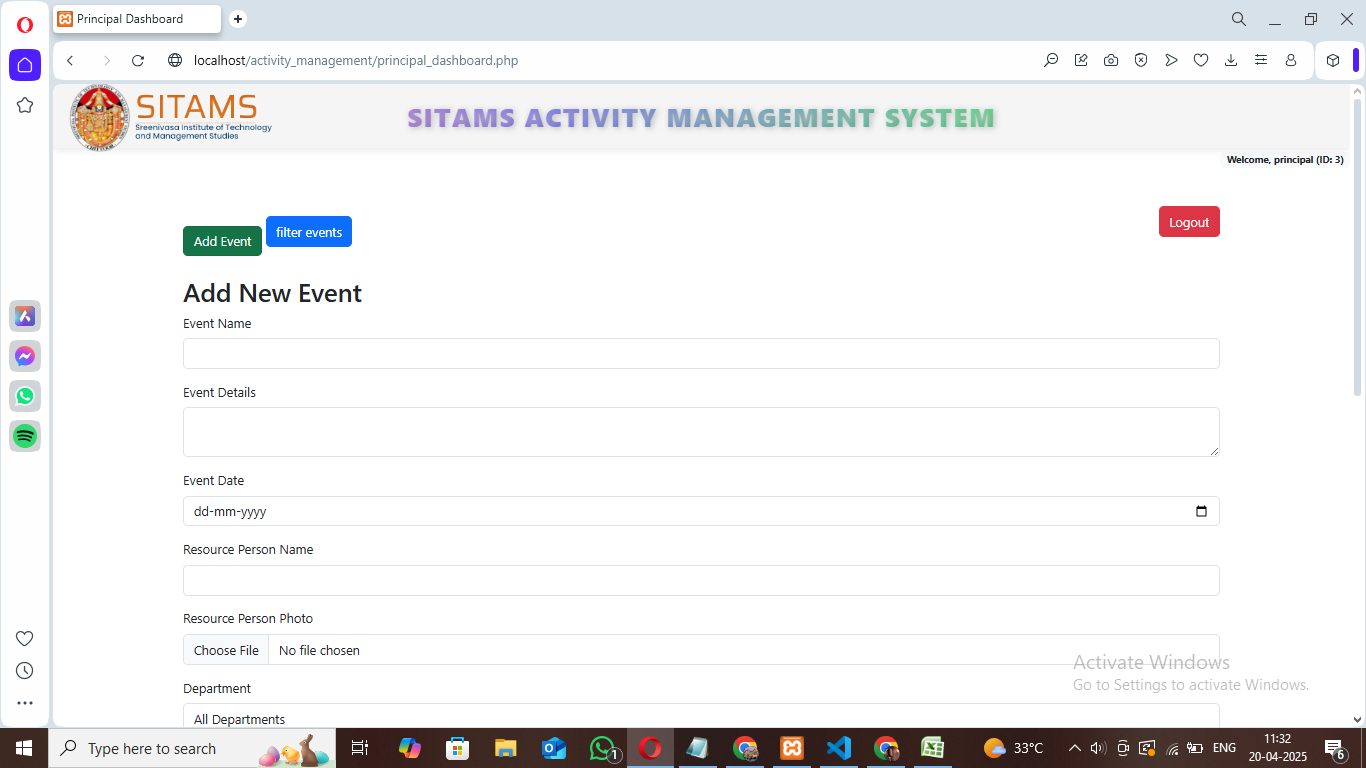 Principal Dashboard
localhost/activity_management/principal_dashboard.php
SITAMS
Sreenivasa Institute of Technology
and Management Studies
CHITTOOR
SITAMS ACTIVITY MANAGEMENT SYSTEM
Welcome, principal (ID: 3)
Add Event
filter events
Logout
Add New Event
Event Name
Event Details
Event Date
dd-mm-yyyy
Resource Person Name
Resource Person Photo
Choose File
No file chosen
Department
All Departments
Activate Windows
Go to Settings to activate Windows.
Type here to search
1
33°C
ENG
11:32
20-04-2025
6